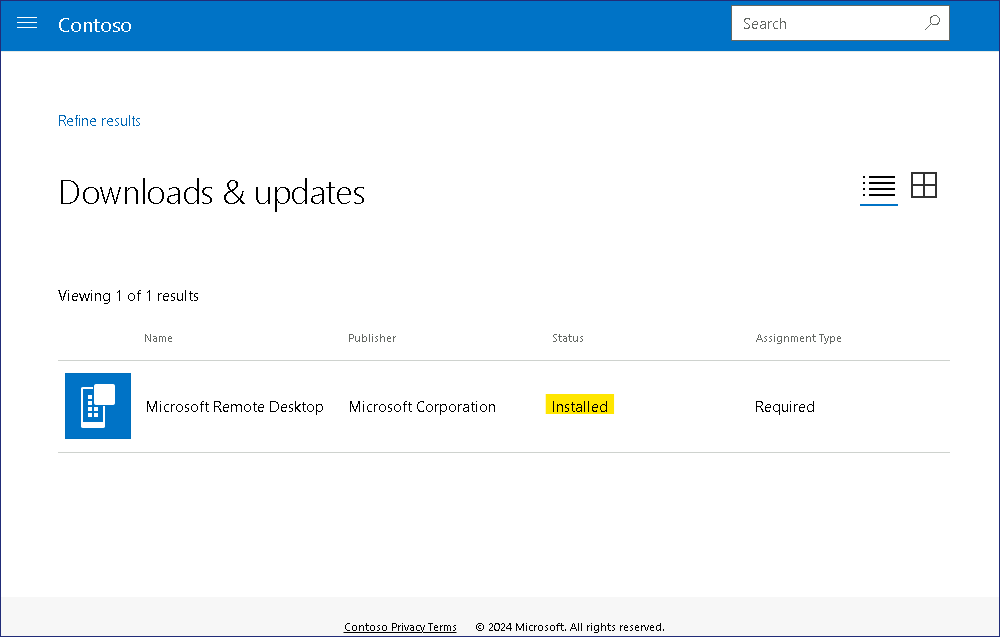 Contoso
Search
Refine results
Downloads & updates
Viewing 1 of 1 results
Name Publisher Status Assignment Type
Microsoft Remote Desktop Microsoft Corporation Installed Required
Contoso Privacy Terms © 2024 Microsoft. All rights reserved.